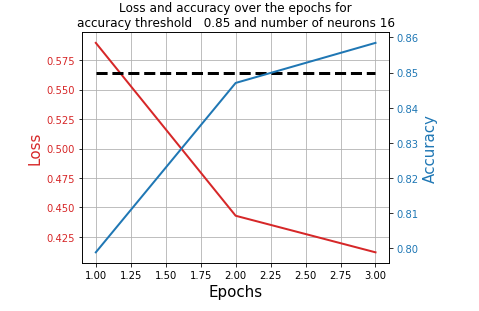 Loss and accuracy over the epochs for
accuracy threshold   0.85 and number of neurons 16
0.575
0.550
0.525
0.500
0.475
0.450
0.425
Loss
0.86
0.85
0.84
0.83
0.82
0.81
0.80
Accuracy
1.00 1.25 1.50 1.75 2.00 2.25 2.50 2.75 3.00
Epochs